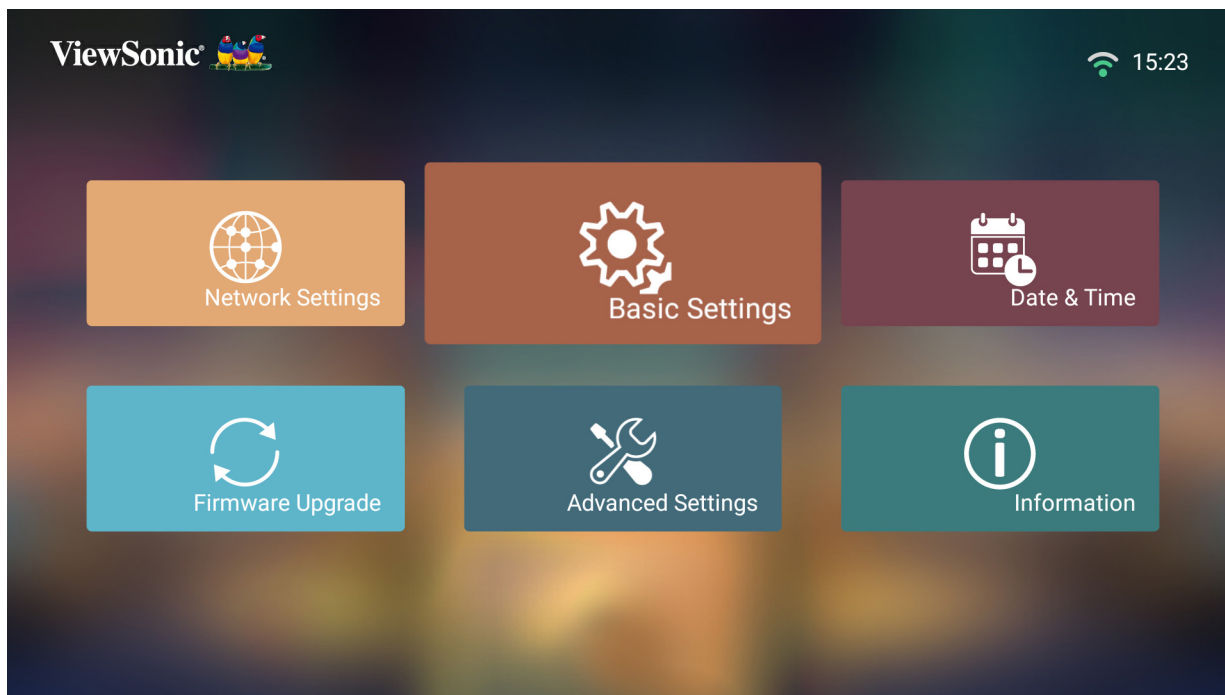 ViewSonic®
15:23
Network Settings
Basic Settings
Date & Time
Firmware Upgrade
Advanced Settings
Information